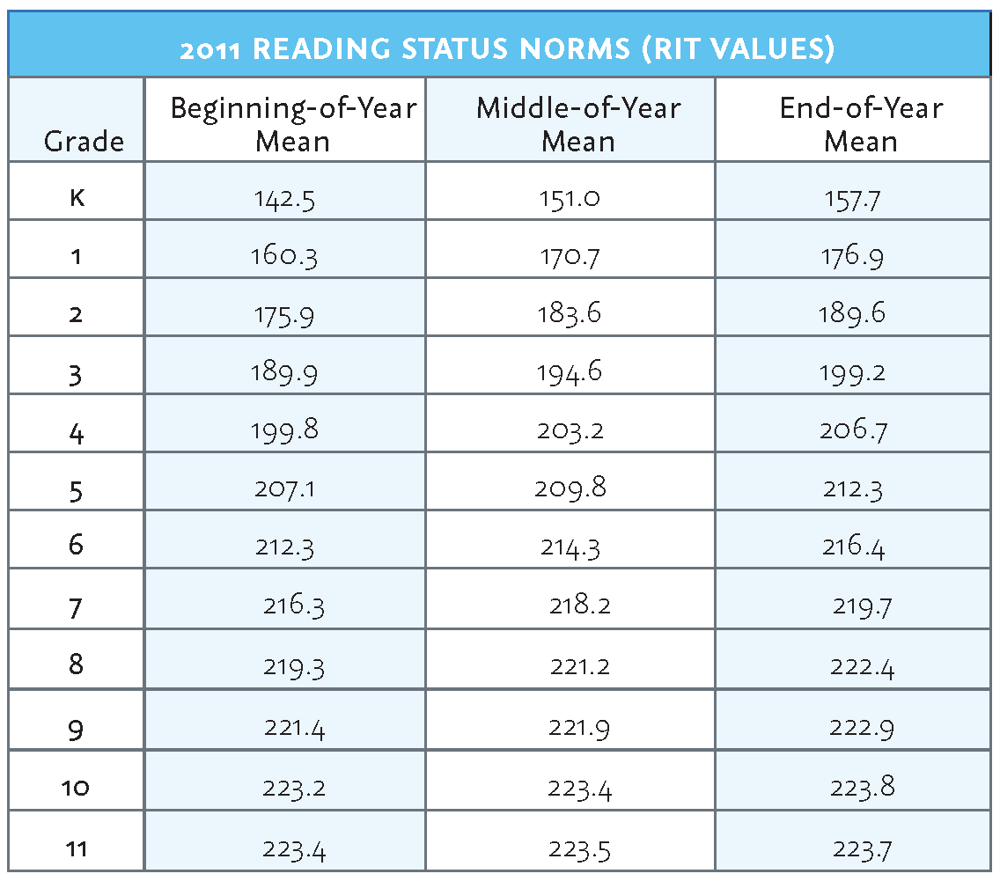 2011 READING STATUS NORMS (RIT VALUES)
Grade Beginning-of-Year Mean Middle-of-Year Mean End-of-Year Mean
K 142.5 151.0 157.7
1 160.3 170.7 176.9
2 175.9 183.6 189.6
3 189.9 194.6 199.2
4 199.8 203.2 206.7
5 207.1 209.8 212.3
6 212.3 214.3 216.4
7 216.3 218.2 219.7
8 219.3 221.2 222.4
9 221.4 221.9 222.9
10 223.2 223.4 223.8
11 223.4 223.5 223.7